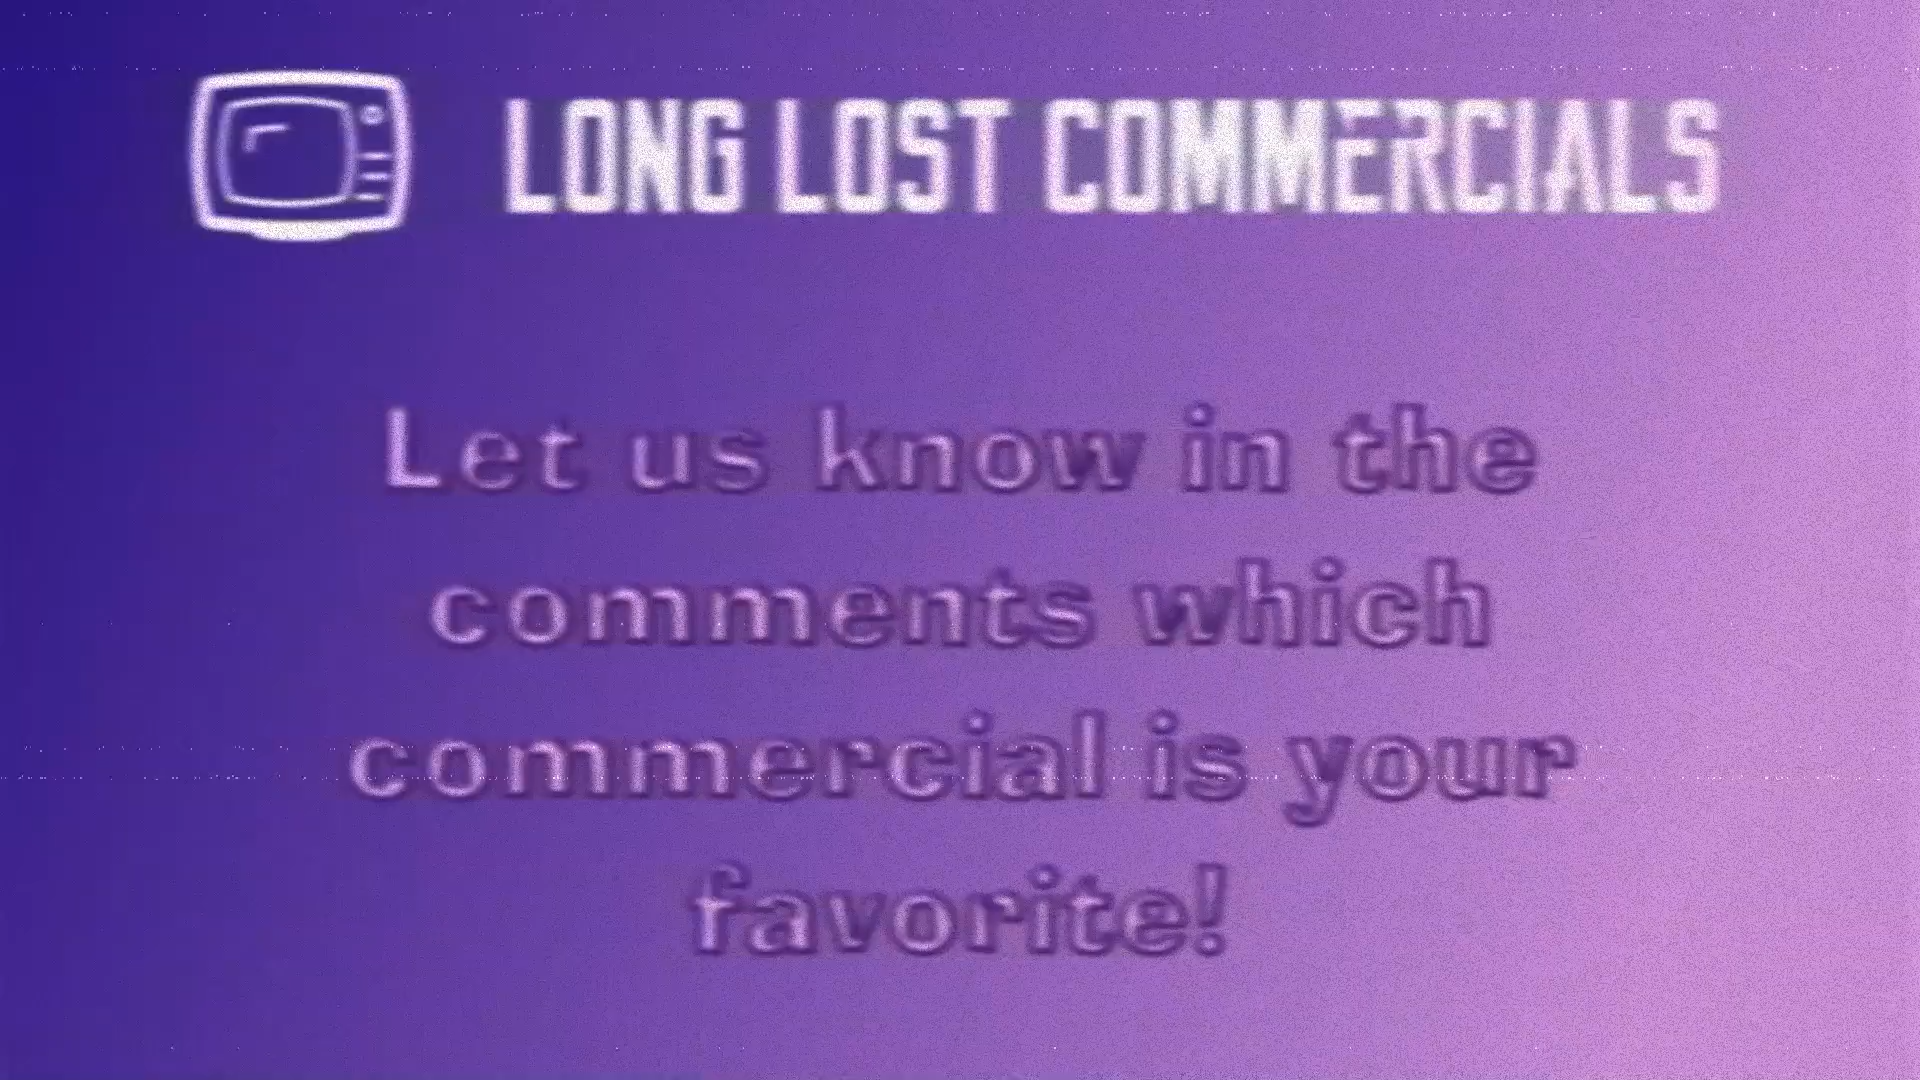 LONG LOST COMMERCIALS
Let us know in the
comments which
commercial is your
favorite!